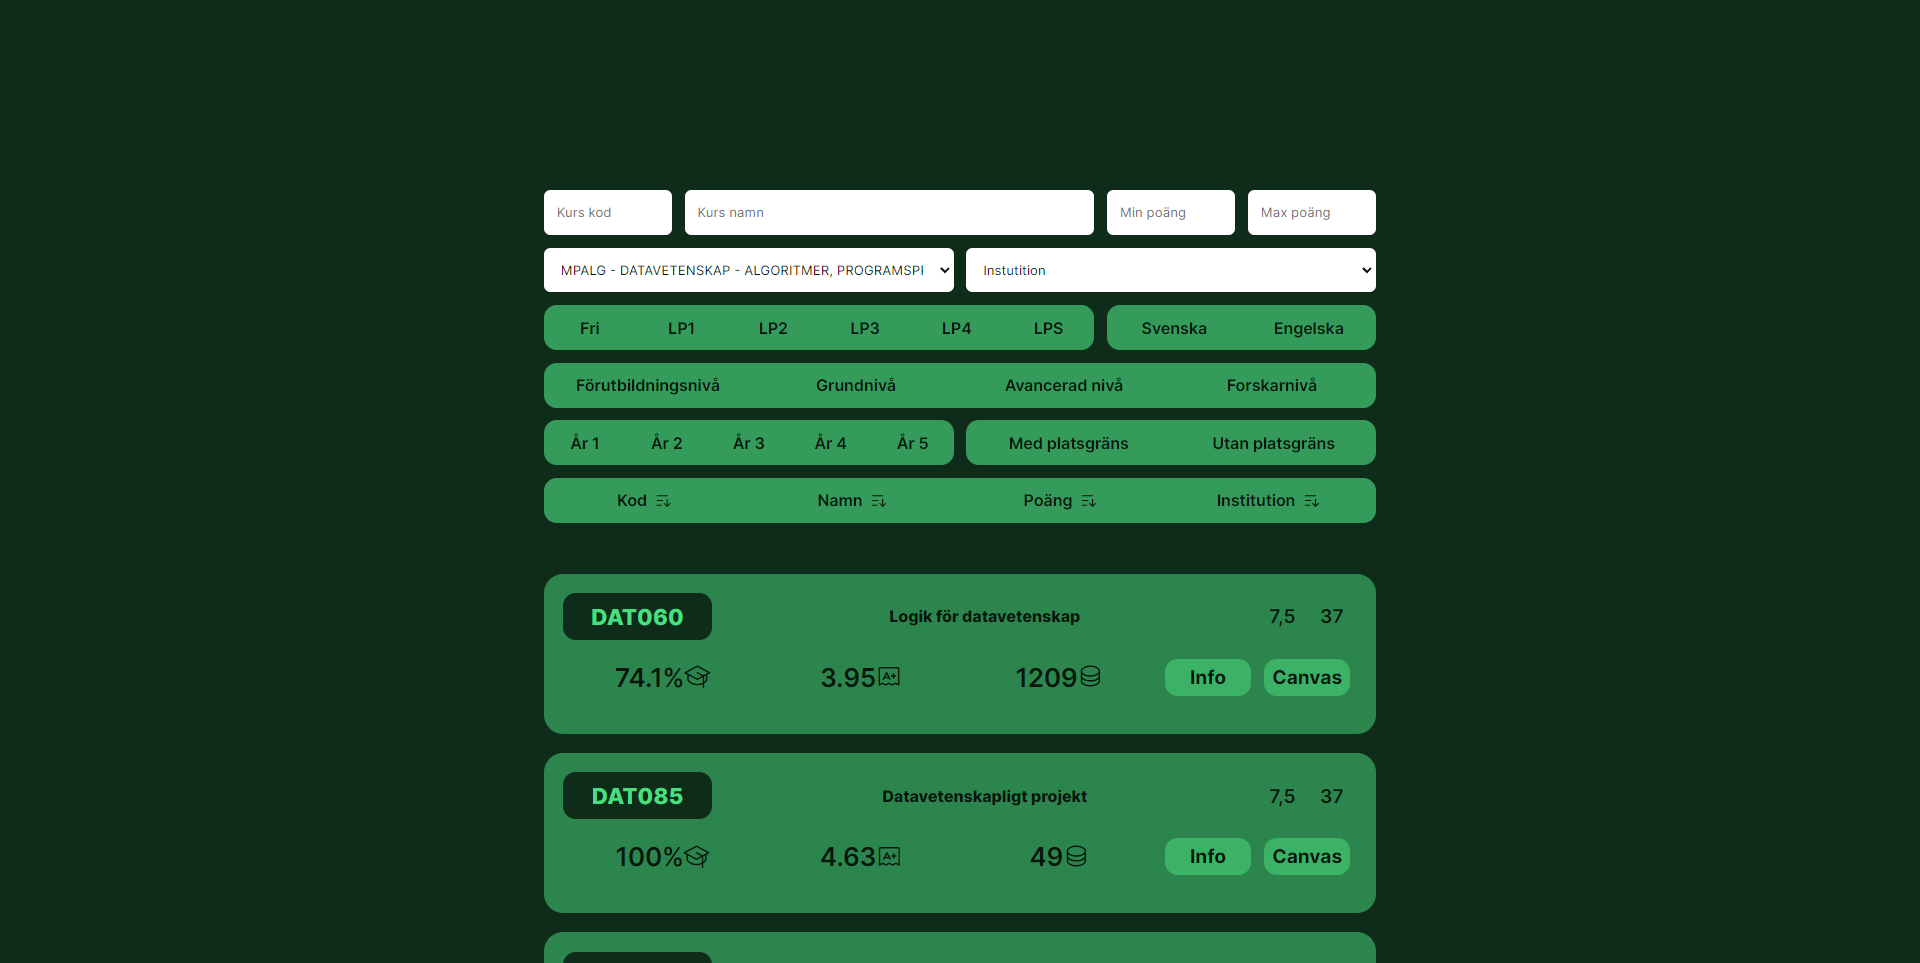 Kurs kod Kurs namn Min poäng Max poäng
MPALG - DATAVETENSKAP - ALGORITMER, PROGRAMSPI Instutition
Fri LP1 LP2 LP3 LP4 LPS Svenska Engelska
Förutbildningsnivå Grundnivå Avancerad nivå Forskarnivå
År 1 År 2 År 3 År 4 År 5 Med platsgräns Utan platsgräns
Kod Namn Poäng Institution
DAT060 Logik för datavetenskap 7,5 37
74.1% 3.95 A+ 1209 Info Canvas
DAT085 Datavetenskapligt projekt 7,5 37
100% 4.63 A+ 49 Info Canvas